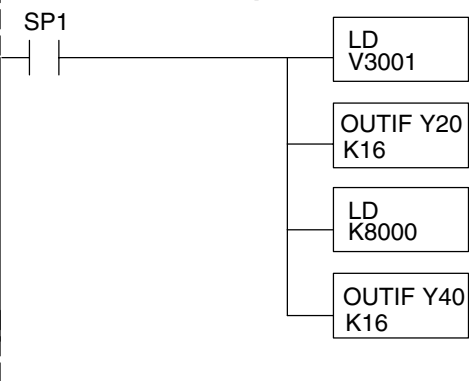 SP1
LD
V3001
OUTIF Y20
K16
LD
K8000
OUTIF Y40
K16